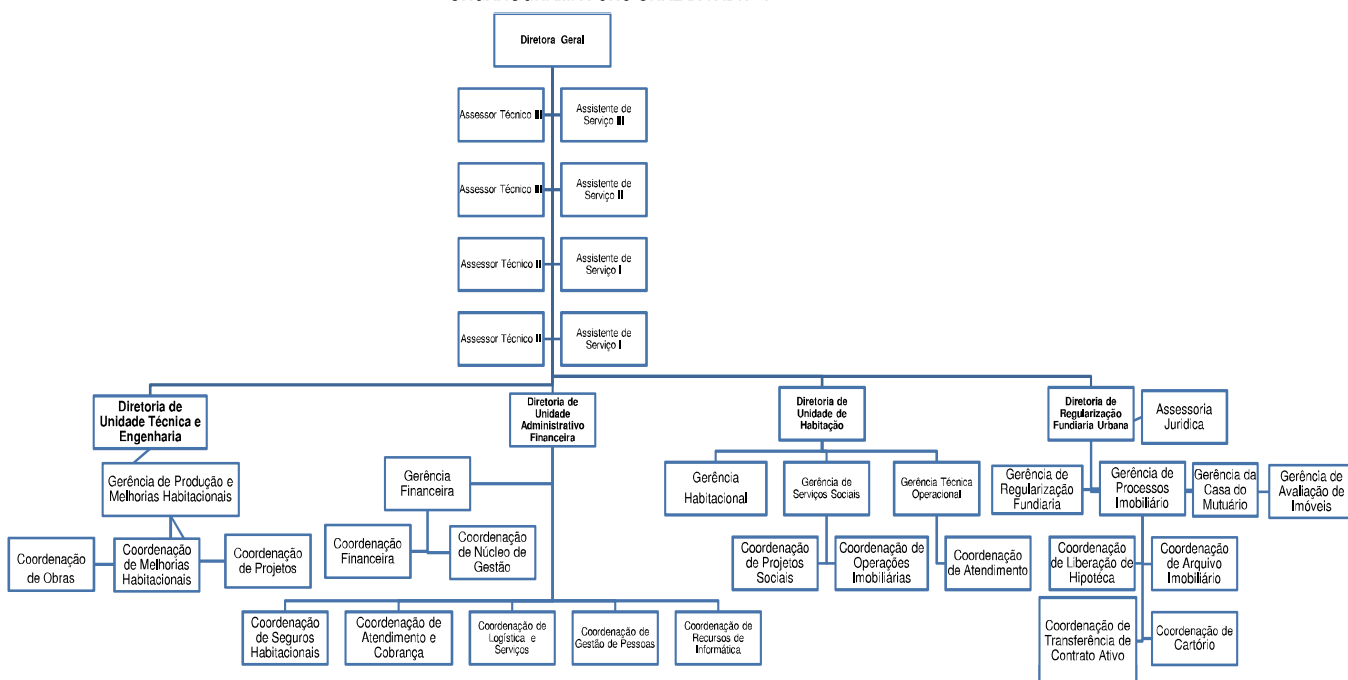 Diretora Geral
Assessor Técnico III
Assistente de
Serviço III
Assessor Técnico III
Assistente de
Serviço II
Assessor Técnico II
Assistente de
Serviço I
Assessor Técnico II
Assistente de
Serviço I
Diretoria de
Unidade Técnica e
Engenharia
Diretoria de
Unidade
Administrativo
Financeira
Diretoria de
Unidade de
Habitação
Diretoria de
Regularização
Fundiaria Urbana
Assessoria
Juridica
Gerência de Produção e
Melhorias Habitacionais
Gerência
Financeira
Gerência
Habitacional
Gerência de
Serviços Sociais
Gerência Técnica
Operacional
Gerência de
Regularização
Fundiaria
Gerência de
Processos
Imobiliário
Gerência da
Casa do
Mutuário
Gerência de
Avaliação de
Imóveis
Coordenação
de Obras
Coordenação
de Melhorias
Habitacionais
Coordenação
de Projetos
Coordenação
Financeira
Coordenação
de Núcleo de
Gestão
Coordenação
de Projetos
Sociais
Coordenação de
Operações
Imobiliárias
Coordenação
de Atendimento
Coordenação
de Liberação de
Hipotéca
Coordenação
de Arquivo
Imobiliário
Coordenação
de Seguros
Habitacionais
Coordenação de
Atendimento e
Cobrança
Coordenação de
Logística e
Serviços
Coordenação de
Gestão de Pessoas
Coordenação de
Recursos de
Informática
Coordenação de
Transferência de
Contrato Ativo
Coordenação de
Cartório